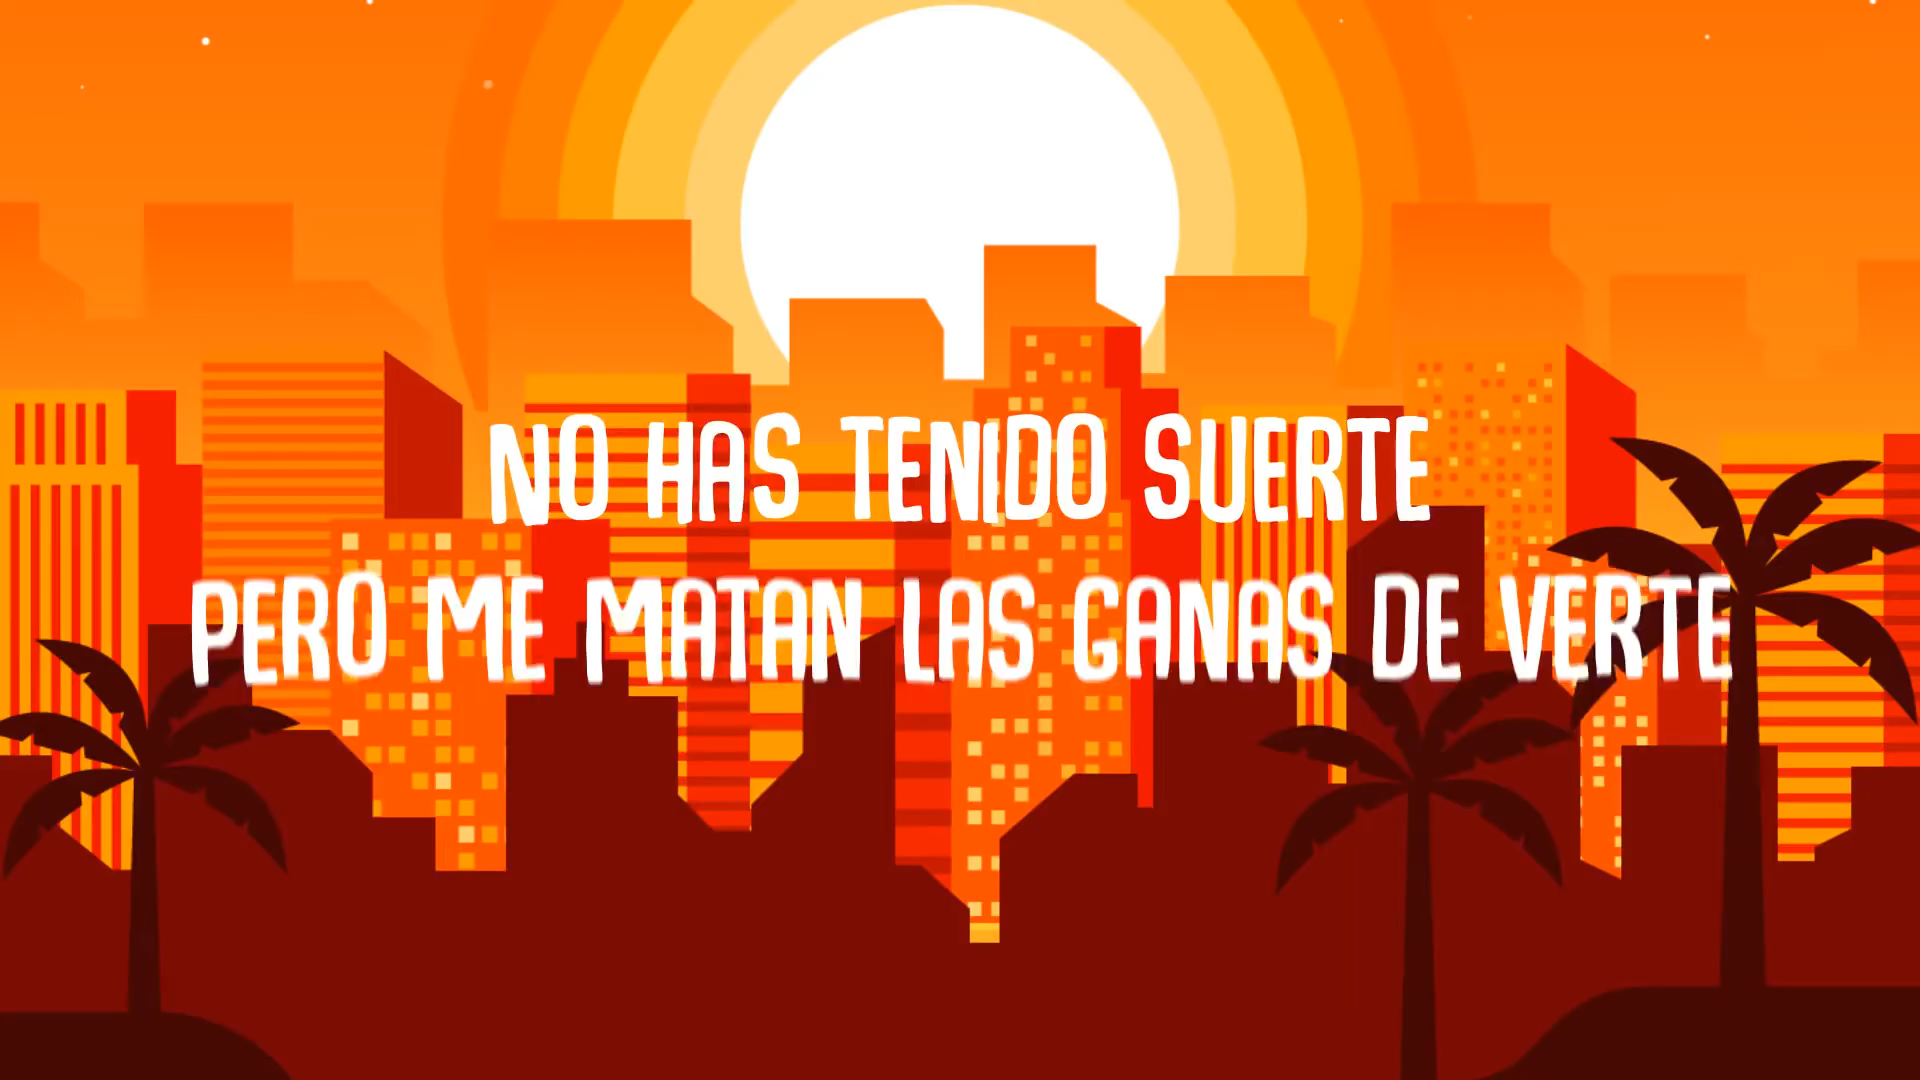 NO HAS TENIDO SUERTE
PERO ME MATAN LAS GANAS DE VERTE